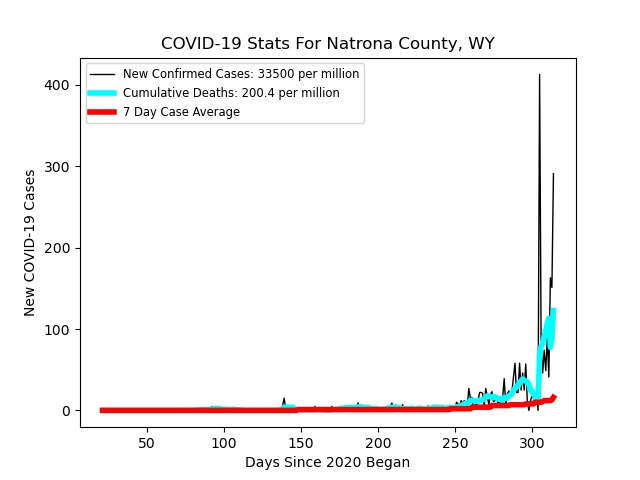 COVID-19 Stats For Natrona County, WY
New Confirmed Cases: 33500 per million
Cumulative Deaths: 200.4 per million
7 Day Case Average
New COVID-19 Cases
400
300
200
100
0
50 100 150 200 250 300
Days Since 2020 Began